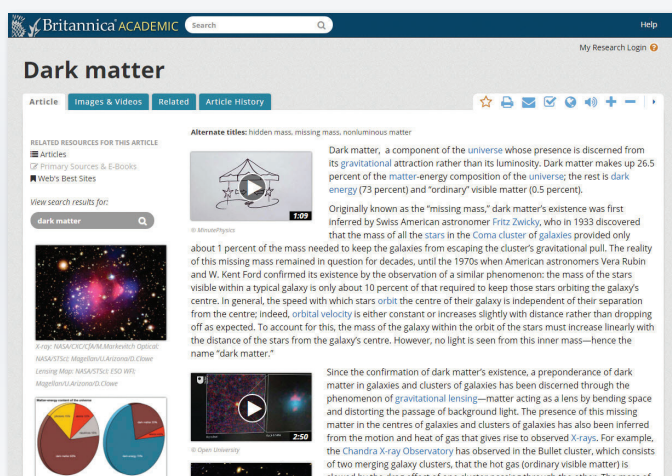 Britannica ACADEMIC
Search
Help
My Research Login
Dark matter
Article
Images & Videos
Related
Article History
RELATED RESOURCES FOR THIS ARTICLE
Articles
Primary Sources & E-Books
Web's Best Sites
View search results for:
dark matter
X-ray: NASA/CXC/CfA/M.Markevitch Optical:
NASA/STScI; Magellan/U.Arizona/D.Clowe
Lensing Map: NASA/STScI; ESO WFI;
Magellan/U.Arizona/D.Clowe
Matter-energy content of the universe
Alternate titles: hidden mass, missing mass, nonluminous matter
1:09
© MinutePhysics
Dark matter, a component of the universe whose presence is discerned from
its gravitational attraction rather than its luminosity. Dark matter makes up 26.5
percent of the matter-energy composition of the universe; the rest is dark
energy (73 percent) and "ordinary" visible matter (0.5 percent).
Originally known as the "missing mass," dark matter's existence was first
inferred by Swiss American astronomer Fritz Zwicky, who in 1933 discovered
that the mass of all the stars in the Coma cluster of galaxies provided only
about 1 percent of the mass needed to keep the galaxies from escaping the cluster's gravitational pull. The reality
of this missing mass remained in question for decades, until the 1970s when American astronomers Vera Rubin
and W. Kent Ford confirmed its existence by the observation of a similar phenomenon: the mass of the stars
visible within a typical galaxy is only about 10 percent of that required to keep those stars orbiting the galaxy's
centre. In general, the speed with which stars orbit the centre of their galaxy is independent of their separation
from the centre; indeed, orbital velocity is either constant or increases slightly with distance rather than dropping
off as expected. To account for this, the mass of the galaxy within the orbit of the stars must increase linearly with
the distance of the stars from the galaxy's centre. However, no light is seen from this inner mass—hence the
name "dark matter."
2:50
© Open University
Since the confirmation of dark matter's existence, a preponderance of dark
matter in galaxies and clusters of galaxies has been discerned through the
phenomenon of gravitational lensing—matter acting as a lens by bending space
and distorting the passage of background light. The presence of this missing
matter in the centres of galaxies and clusters of galaxies has also been inferred
from the motion and heat of gas that gives rise to observed X-rays. For example,
the Chandra X-ray Observatory has observed in the Bullet cluster, which consists
of two merging galaxy clusters, that the hot gas (ordinary visible matter) is